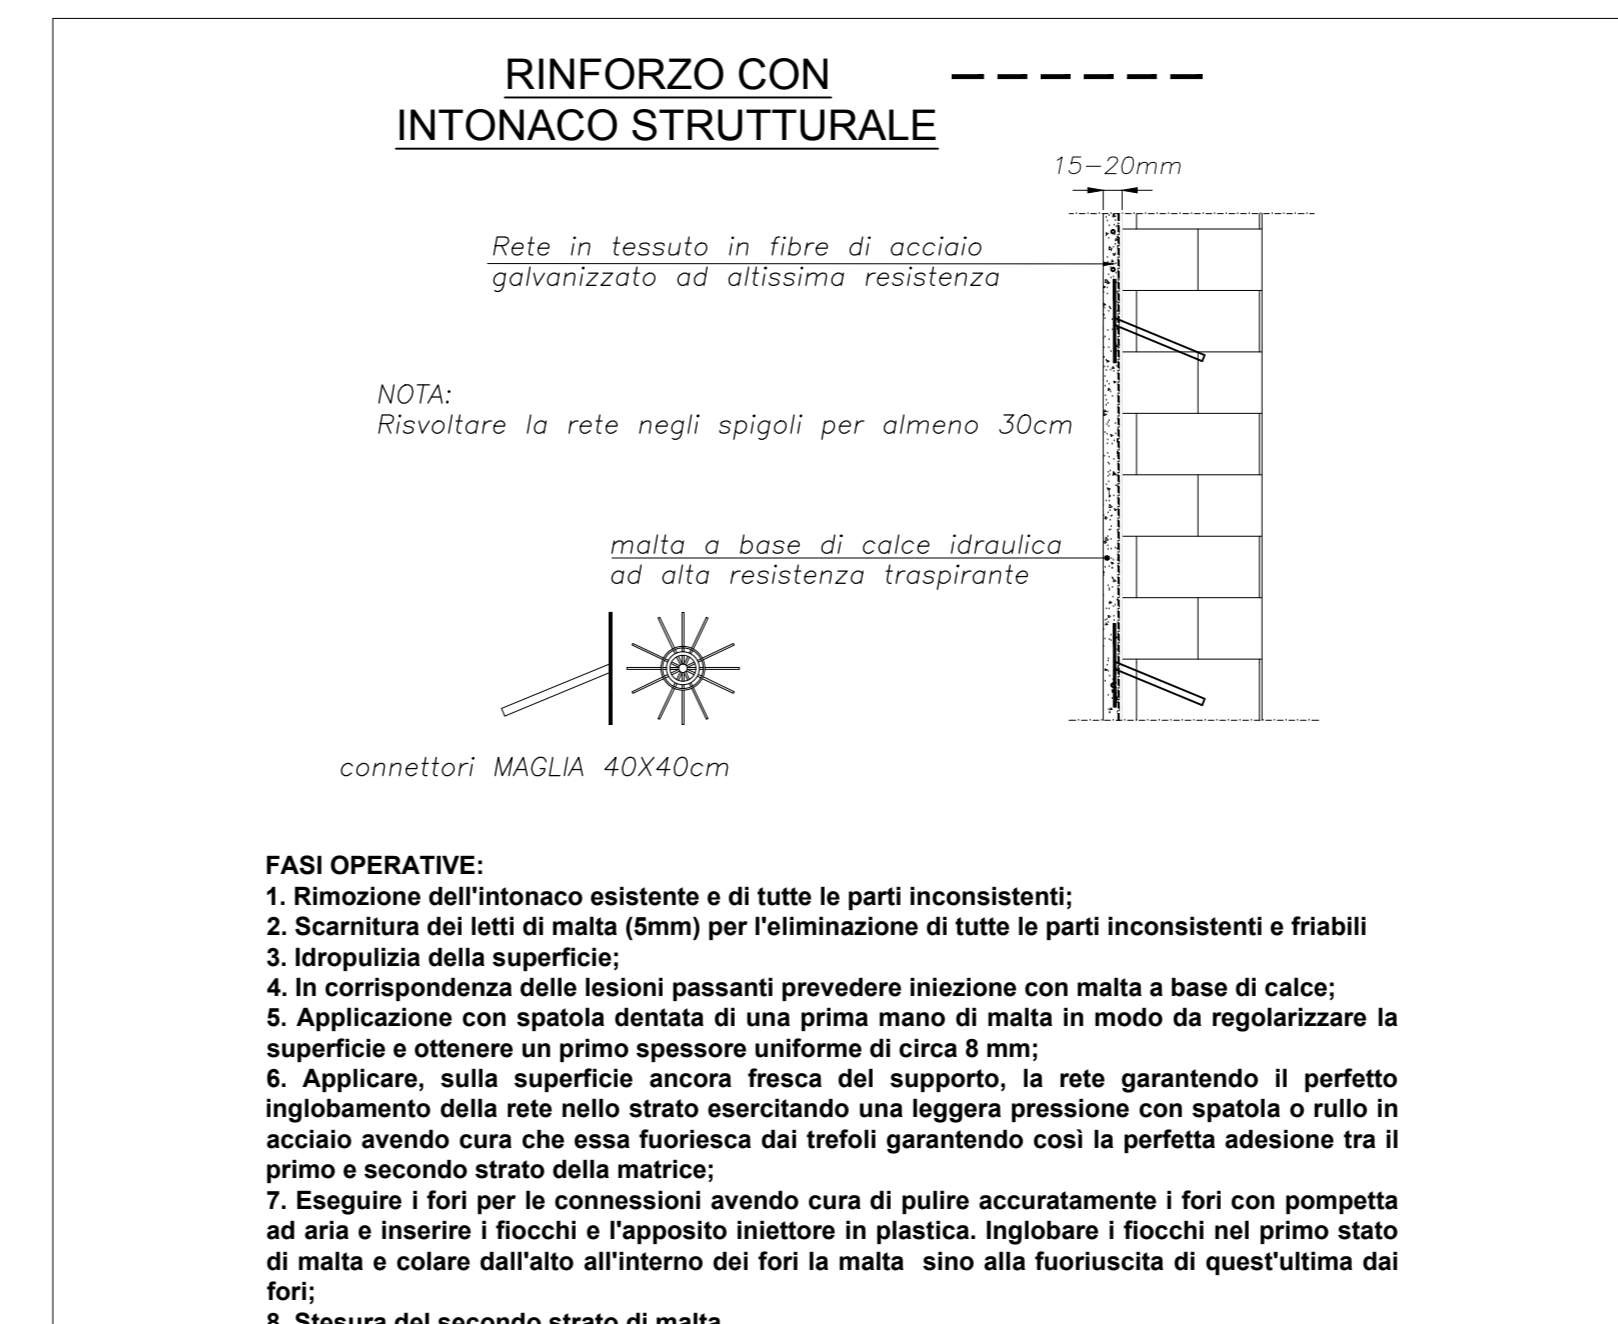 RINFORZO CON
INTONACO STRUTTURALE
15-20mm
Rete in tessuto in fibre di acciaio
galvanizzato ad altissima resistenza
NOTA:
Risvoltare la rete negli spigoli per almeno 30cm
malta a base di calce idraulica
ad alta resistenza traspirante
connettori MAGLIA 40X40cm
FASI OPERATIVE:
1. Rimozione dell'intonaco esistente e di tutte le parti inconsistenti;
2. Scarnitura dei letti di malta (5mm) per l'eliminazione di tutte le parti inconsistenti e friabili
3. Idropulizia della superficie;
4. In corrispondenza delle lesioni passanti prevedere iniezione con malta a base di calce;
5. Applicazione con spatola dentata di una prima mano di malta in modo da regolarizzare la
superficie e ottenere un primo spessore uniforme di circa 8 mm;
6. Applicare, sulla superficie ancora fresca del supporto, la rete garantendo il perfetto
inglobamento della rete nello strato esercitando una leggera pressione con spatola o rullo in
acciaio avendo cura che essa fuoriesca dai trefoli garantendo così la perfetta adesione tra il
primo e secondo strato della matrice;
7. Eseguire i fori per le connessioni avendo cura di pulire accuratamente i fori con pompetta
ad aria e inserire i fiocchi e l'apposito iniettore in plastica. Inglobare i fiocchi nel primo stato
di malta e colare dall'alto all'interno dei fori la malta sino alla fuoriuscita di quest'ultima dai
fori;
8. Stesura del secondo strato di malta